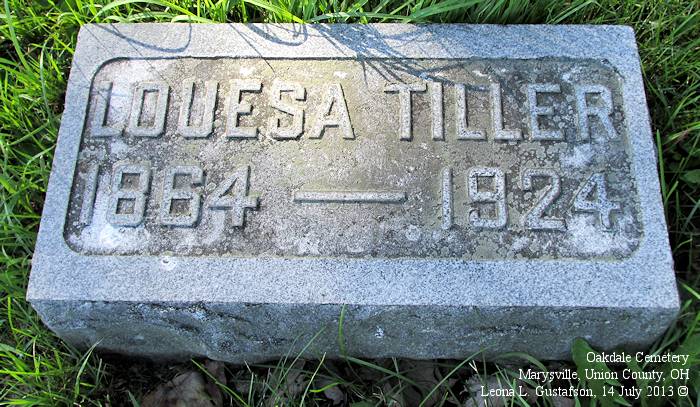 LOUESA TILLER
1864 — 1924
Oakdale Cemetery
Marysville, Union County, OH
Leona L. Gustafson, 14 July 2013 ©